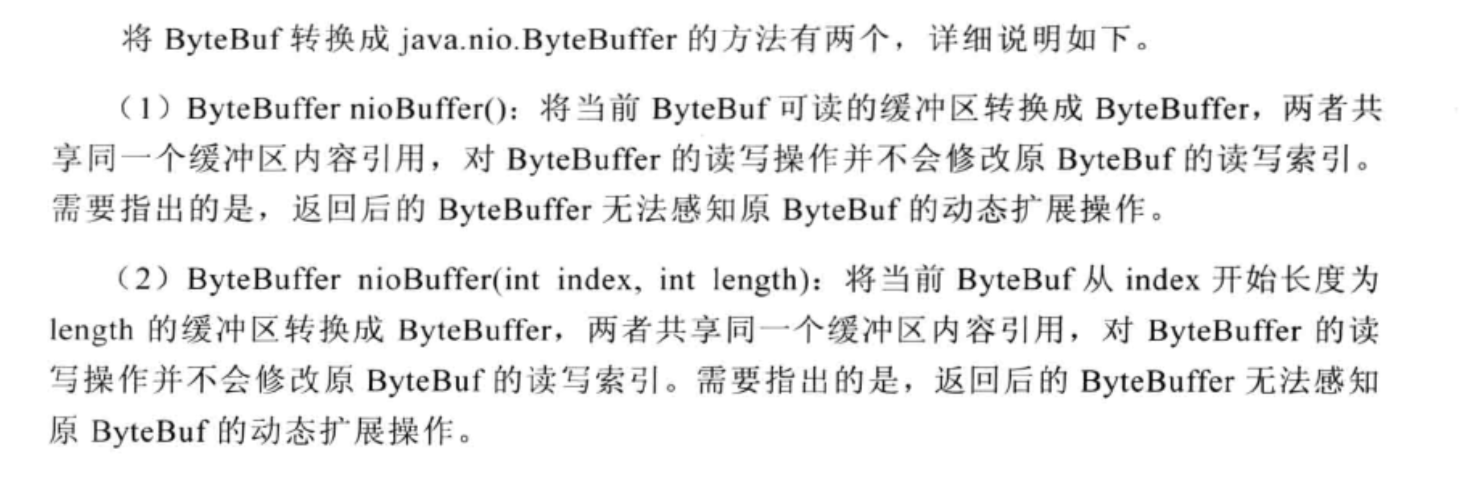 将 ByteBuf 转换成 java.nio.ByteBuffer 的方法有两个，详细说明如下。
（1）ByteBuffer nioBuffer()：将当前 ByteBuf 可读的缓冲区转换成 ByteBuffer，两者共
享同一个缓冲区内容引用，对 ByteBuffer 的读写操作并不会修改原 ByteBuf 的读写索引。
需要指出的是，返回后的 ByteBuffer 无法感知原 ByteBuf 的动态扩展操作。
（2）ByteBuffer nioBuffer(int index, int length)：将当前 ByteBuf 从 index 开始长度为
length 的缓冲区转换成 ByteBuffer，两者共享同一个缓冲区内容引用，对 ByteBuffer 的读
写操作并不会修改原 ByteBuf 的读写索引。需要指出的是，返回后的 ByteBuffer 无法感知
原 ByteBuf 的动态扩展操作。